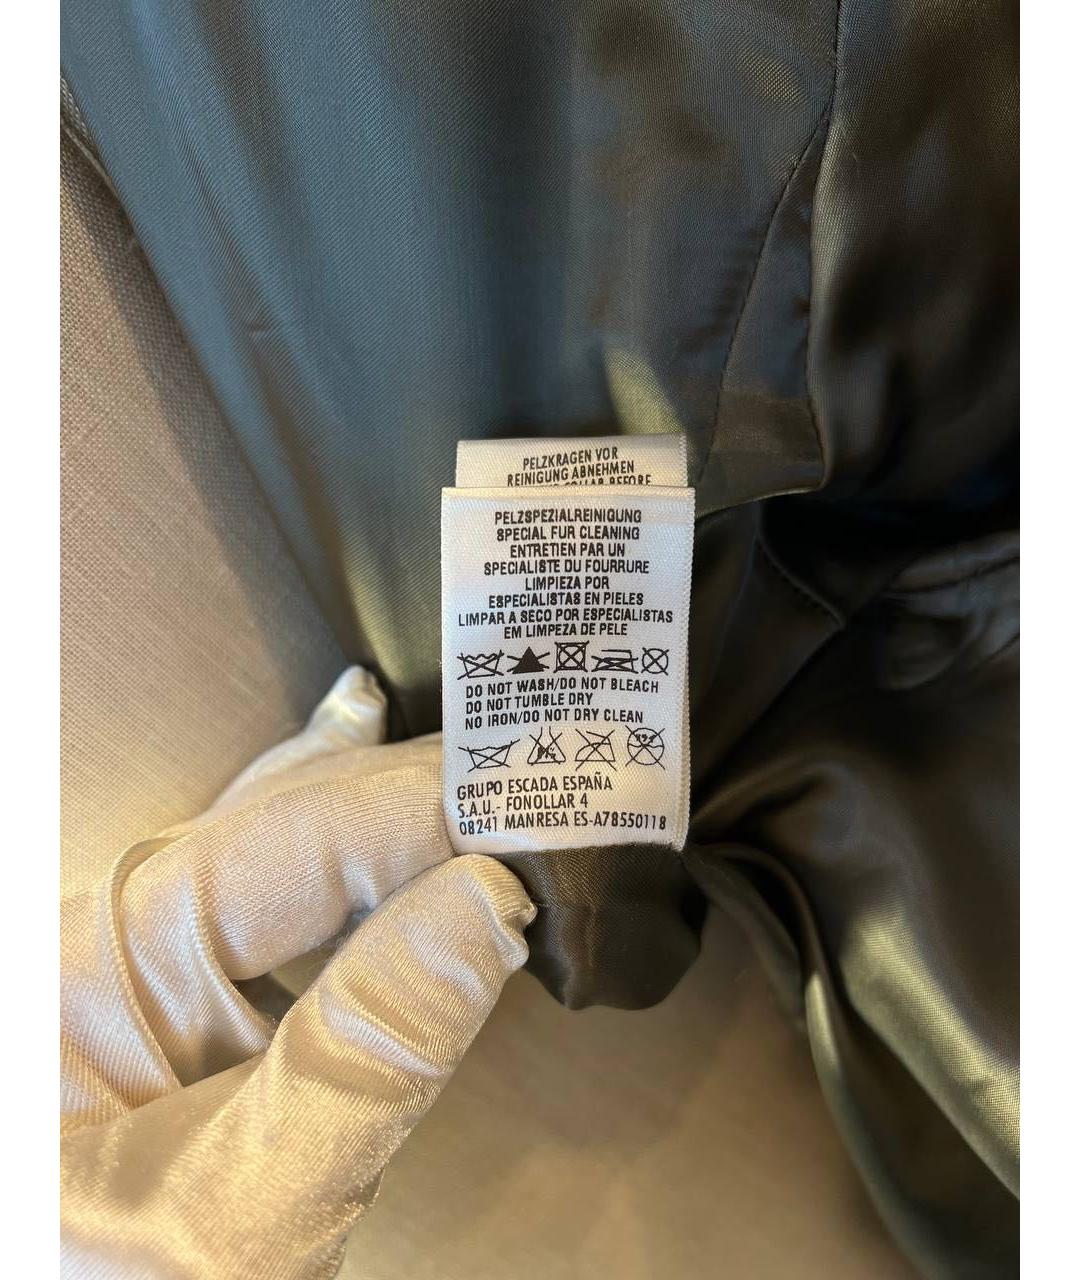 PELZKRAGEN VOR
REINIGUNG ABNEHMEN
COLLAR BEFORE
PELZSPEZIALREINIGUNG
SPECIAL FUR CLEANING
ENTRETIEN PAR UN
SPECIALISTE DU FOURRURE
LIMPIEZA POR
ESPECIALISTAS EN PIELES
LIMPAR A SECO POR ESPECIALISTAS
EM LIMPEZA DE PELE
DO NOT WASH/DO NOT BLEACH
DO NOT TUMBLE DRY
NO IRON/DO NOT DRY CLEAN
GRUPO ESCADA ESPAÑA
S.A.U.- FONOLLAR 4
08241 MANRESA ES-A78550118